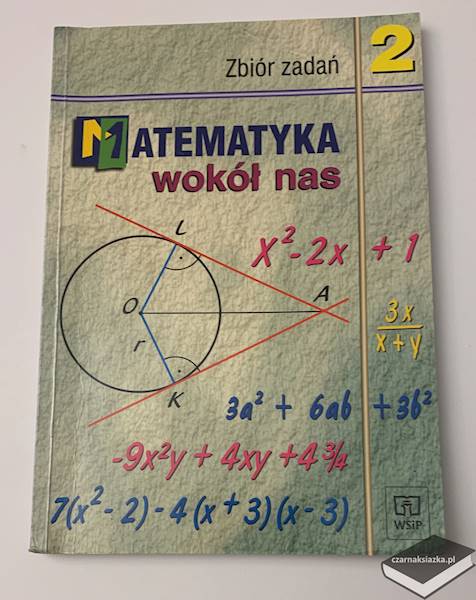 Zbiór zadań 2
MATEMATYKA
wokół nas
L
x² - 2x + 1
O
A
3x
x + y
r
K
3a² + 6ab + 3b²
-9x²y + 4xy + 4 3/4
7(x² - 2) - 4(x + 3)(x - 3)
WSiP
czarnaksiazka.pl